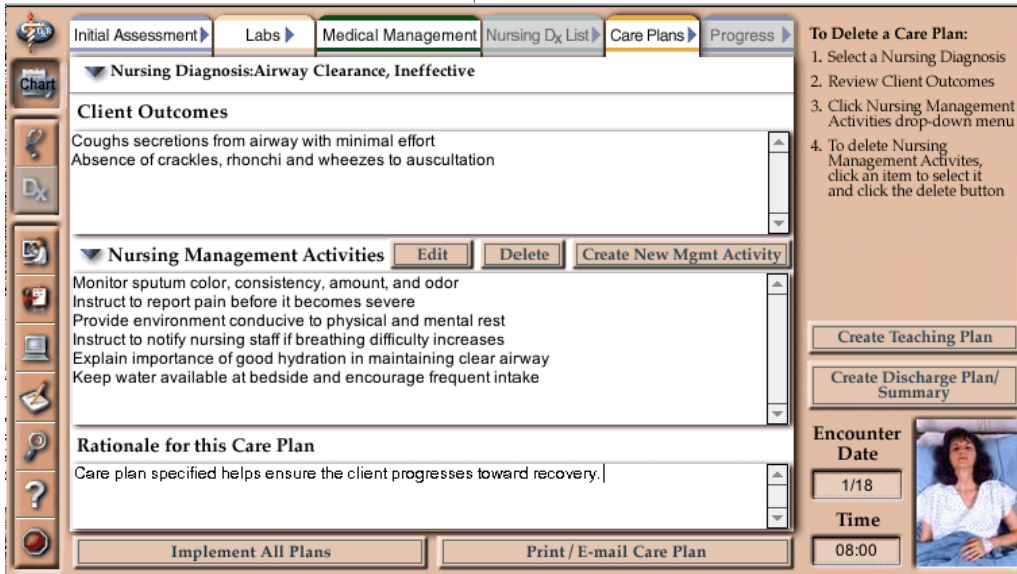 Initial Assessment
Labs
Medical Management
Nursing Dx List
Care Plans
Progress
Chart
Dx
Nursing Diagnosis:Airway Clearance, Ineffective
Client Outcomes
Coughs secretions from airway with minimal effort
Absence of crackles, rhonchi and wheezes to auscultation
Nursing Management Activities
Edit
Delete
Create New Mgmt Activity
Monitor sputum color, consistency, amount, and odor
Instruct to report pain before it becomes severe
Provide environment conducive to physical and mental rest
Instruct to notify nursing staff if breathing difficulty increases
Explain importance of good hydration in maintaining clear airway
Keep water available at bedside and encourage frequent intake
Rationale for this Care Plan
Care plan specified helps ensure the client progresses toward recovery.
?
Implement All Plans
Print / E-mail Care Plan
To Delete a Care Plan:
1. Select a Nursing Diagnosis
2. Review Client Outcomes
3. Click Nursing Management
Activities drop-down menu
4. To delete Nursing
Management Activites,
click an item to select it
and click the delete button
Create Teaching Plan
Create Discharge Plan/
Summary
Encounter
Date
1/18
Time
08:00